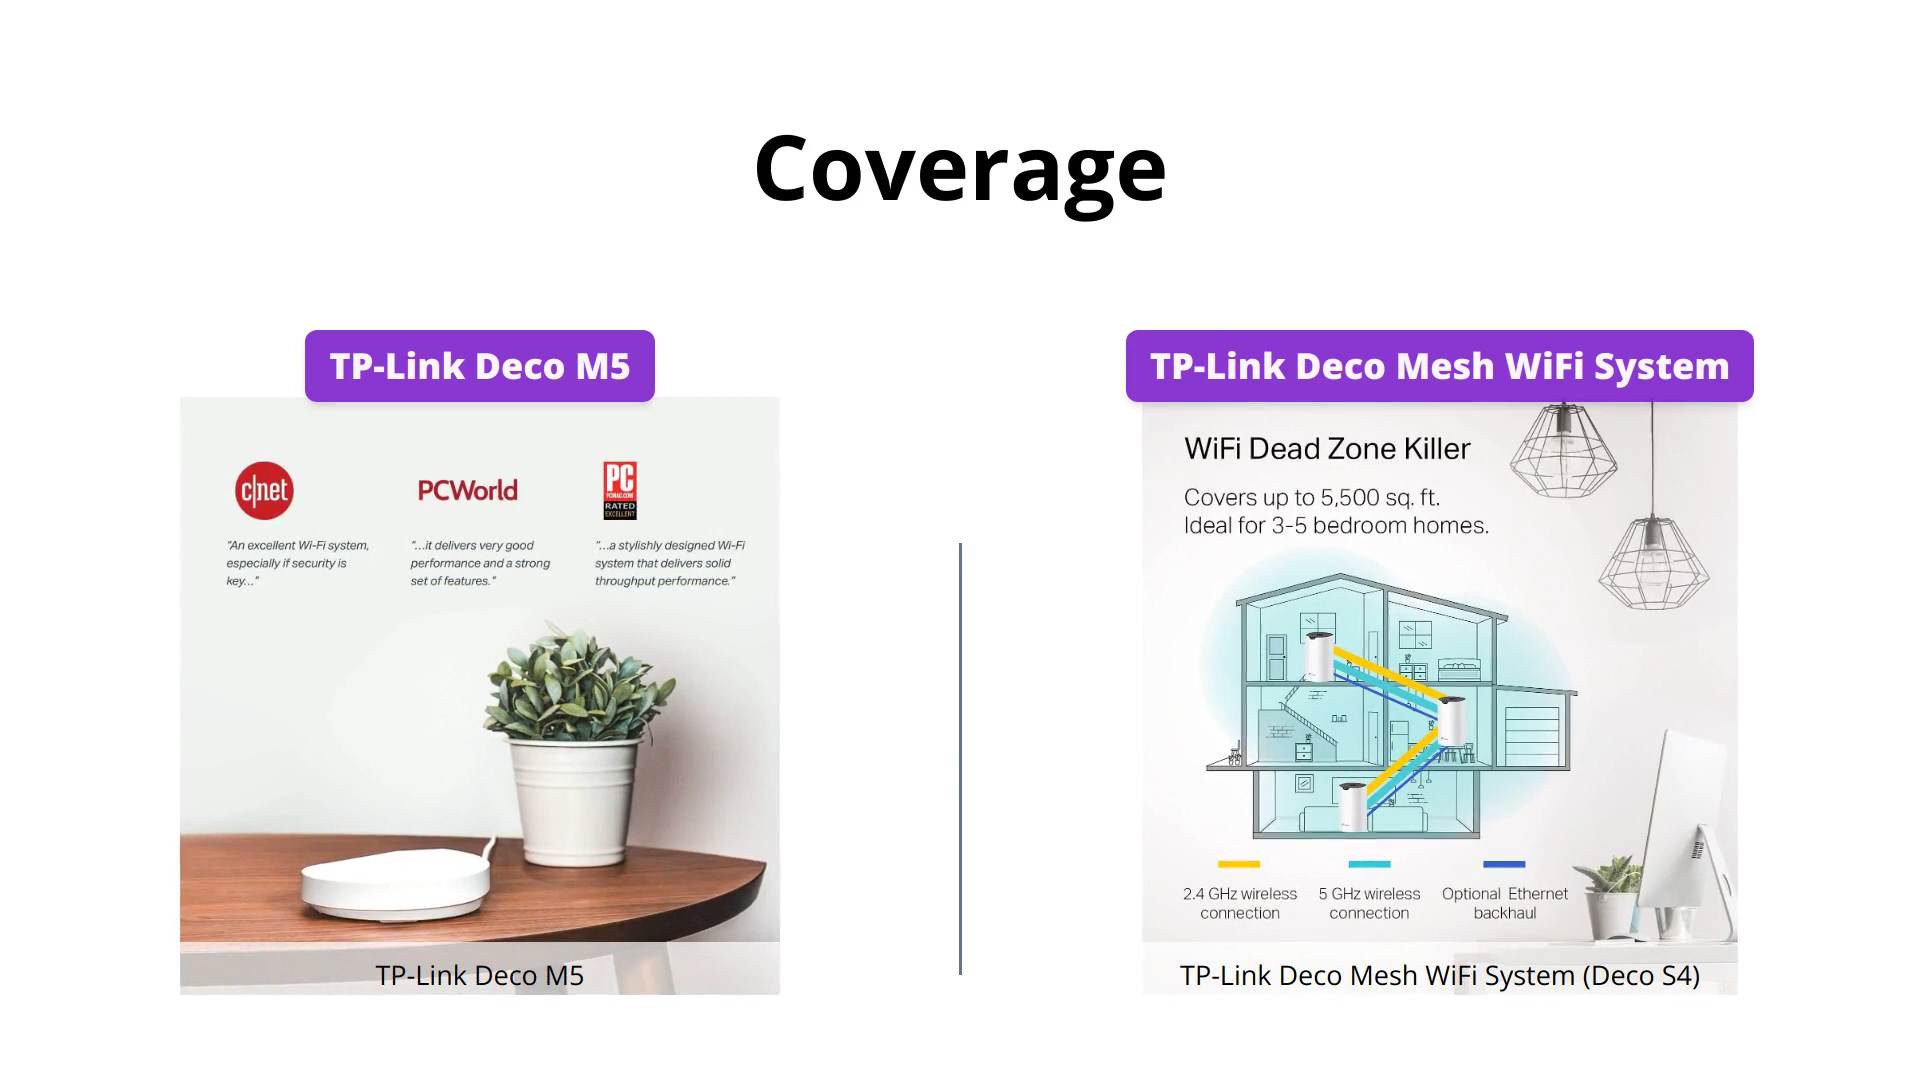 Coverage
TP-Link Deco M5
c|net
PCWorld
PC
PCMAG.COM
RATED
EXCELLENT
"An excellent Wi-Fi system,
especially if security is
key..."
"...it delivers very good
performance and a strong
set of features."
"...a stylishly designed Wi-Fi
system that delivers solid
throughput performance."
TP-Link Deco M5
TP-Link Deco Mesh WiFi System
WiFi Dead Zone Killer
Covers up to 5,500 sq. ft.
Ideal for 3-5 bedroom homes.
2.4 GHz wireless
connection
5 GHz wireless
connection
Optional Ethernet
backhaul
TP-Link Deco Mesh WiFi System (Deco S4)